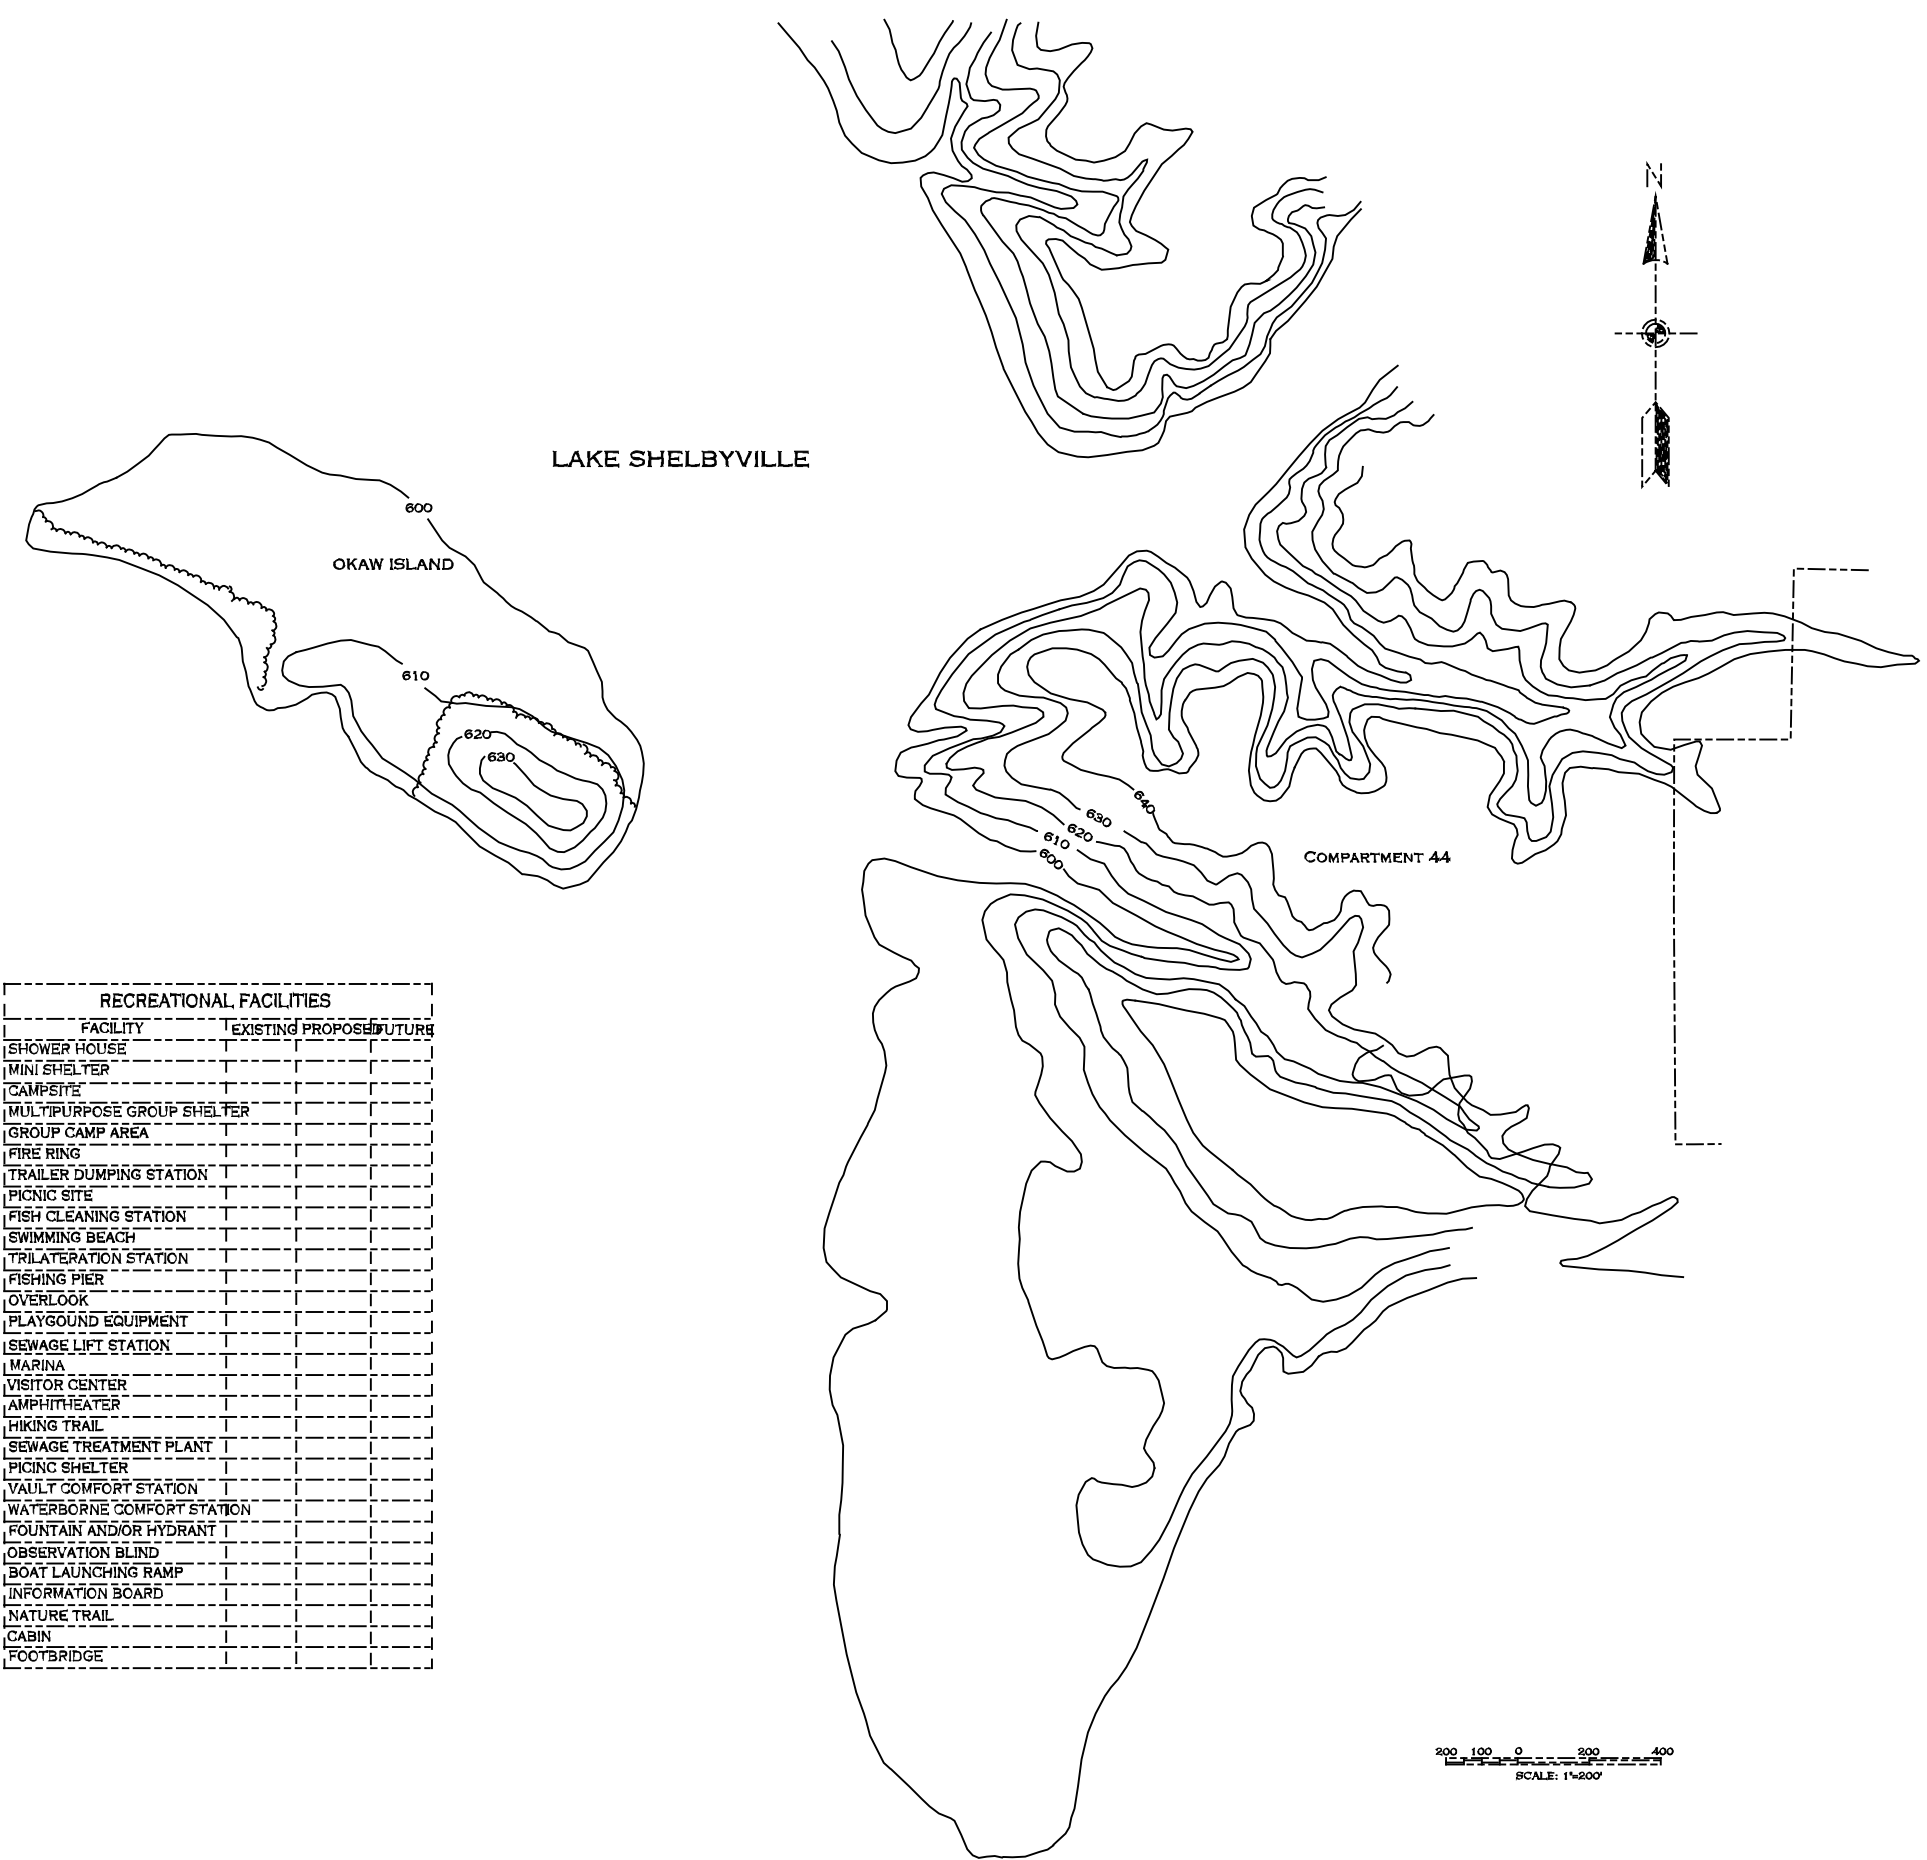 N
LAKE SHELBYVILLE
600
OKAW ISLAND
610
620
630
640
630
620
610
600
COMPARTMENT 44
RECREATIONAL FACILITIES
FACILITY EXISTING PROPOSED FUTURE
SHOWER HOUSE
MINI SHELTER
CAMPSITE
MULTIPURPOSE GROUP SHELTER
GROUP CAMP AREA
FIRE RING
TRAILER DUMPING STATION
PICNIC SITE
FISH CLEANING STATION
SWIMMING BEACH
TRILATERATION STATION
FISHING PIER
OVERLOOK
PLAYGOUND EQUIPMENT
SEWAGE LIFT STATION
MARINA
VISITOR CENTER
AMPHITHEATER
HIKING TRAIL
SEWAGE TREATMENT PLANT
PICINC SHELTER
VAULT COMFORT STATION
WATERBORNE COMFORT STATION
FOUNTAIN AND/OR HYDRANT
OBSERVATION BLIND
BOAT LAUNCHING RAMP
INFORMATION BOARD
NATURE TRAIL
CABIN
FOOTBRIDGE
200 100 0 200 400
SCALE: 1"=200'